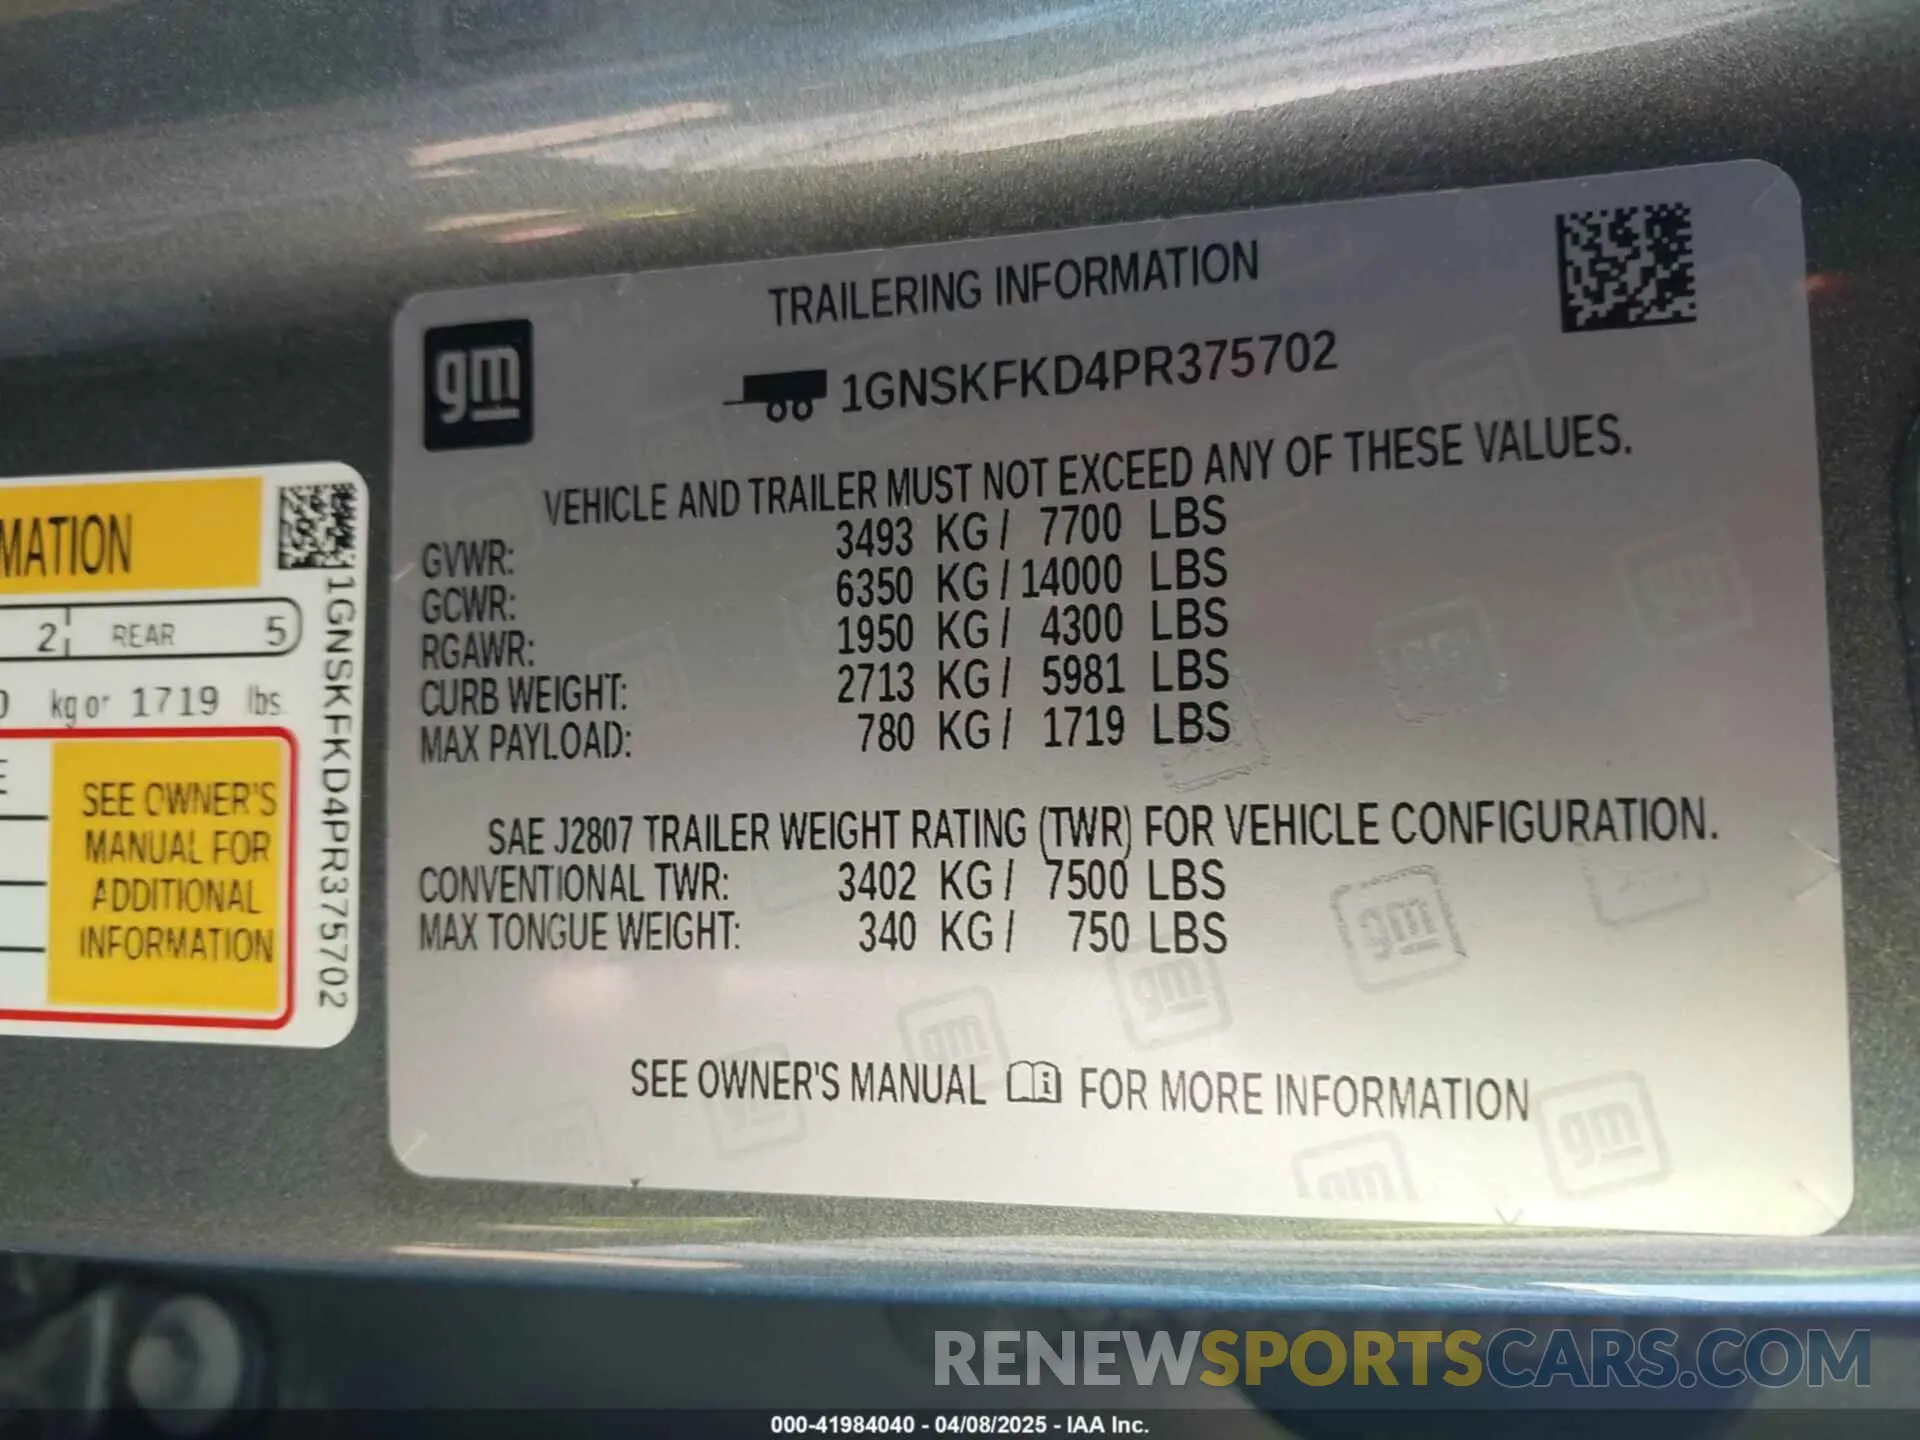 gm
TRAILERING INFORMATION
1GNSKFKD4PR375702
VEHICLE AND TRAILER MUST NOT EXCEED ANY OF THESE VALUES.
GVWR: 3493 KG / 7700 LBS
GCWR: 6350 KG / 14000 LBS
RGAWR: 1950 KG / 4300 LBS
CURB WEIGHT: 2713 KG / 5981 LBS
MAX PAYLOAD: 780 KG / 1719 LBS
SAE J2807 TRAILER WEIGHT RATING (TWR) FOR VEHICLE CONFIGURATION.
CONVENTIONAL TWR: 3402 KG / 7500 LBS
MAX TONGUE WEIGHT: 340 KG / 750 LBS
SEE OWNER'S MANUAL FOR MORE INFORMATION
MATION
2 REAR 5
0 kg or 1719 lbs
E
SEE OWNER'S
MANUAL FOR
ADDITIONAL
INFORMATION
1GNSKFKD4PR375702
RENEWSPORTSCARS.COM
000-41984040 - 04/08/2025 - IAA Inc.